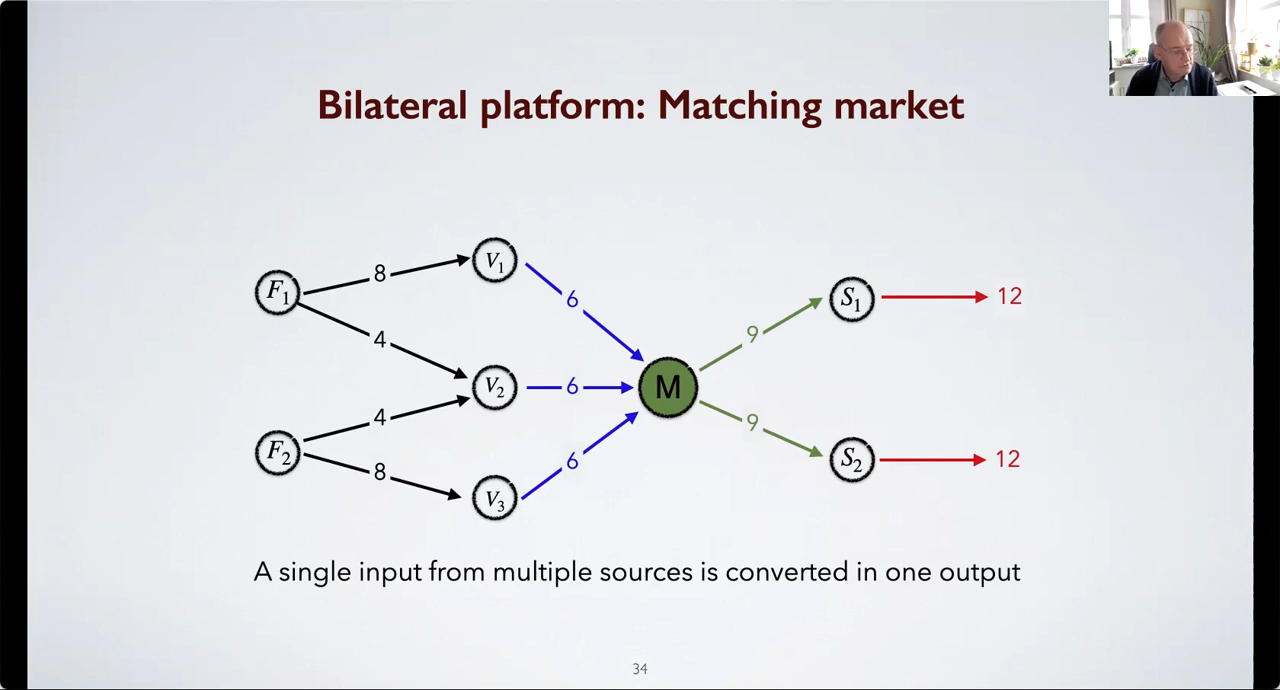 Bilateral platform: Matching market
F1
8
4
V1
6
F2
4
8
V2
6
V3
6
M
9
9
S1
12
S2
12
A single input from multiple sources is converted in one output
34